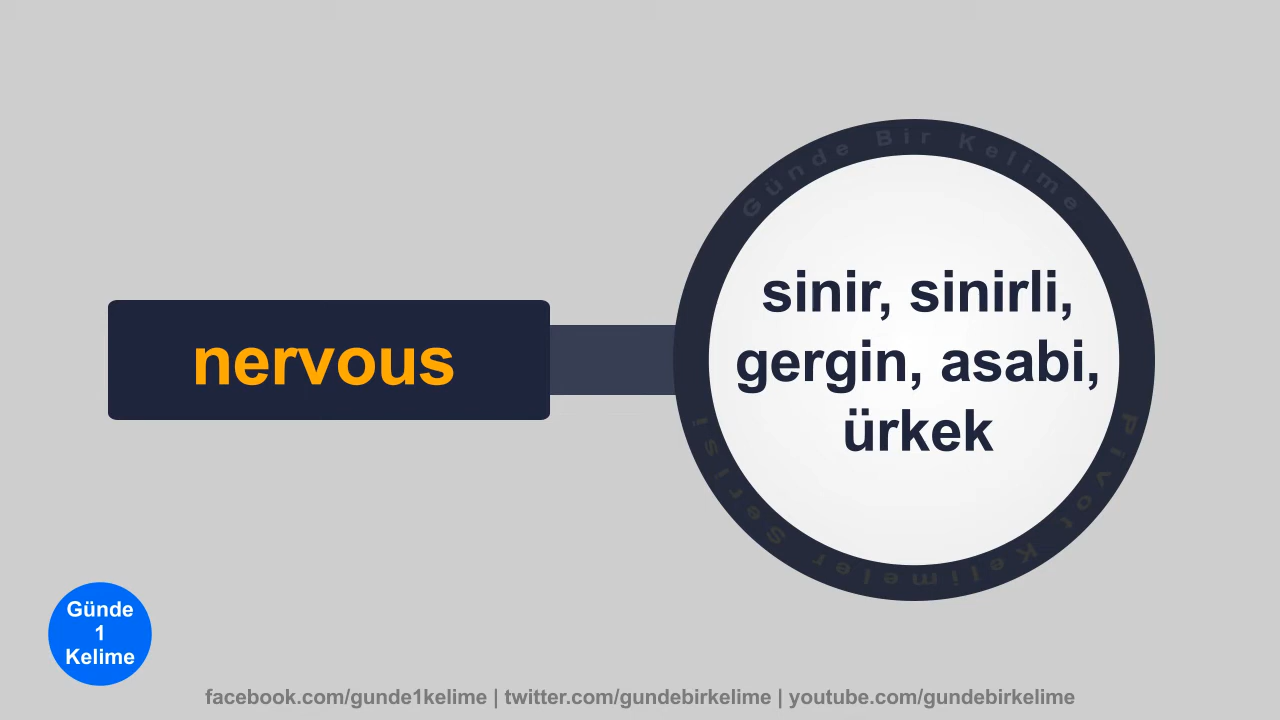 Günde Bir Kelime
nervous
sinir, sinirli,
gergin, asabi,
ürkek
Pivot Kelimeler Serisi
Günde
1
Kelime
facebook.com/gunde1kelime | twitter.com/gundebirkelime | youtube.com/gundebirkelime